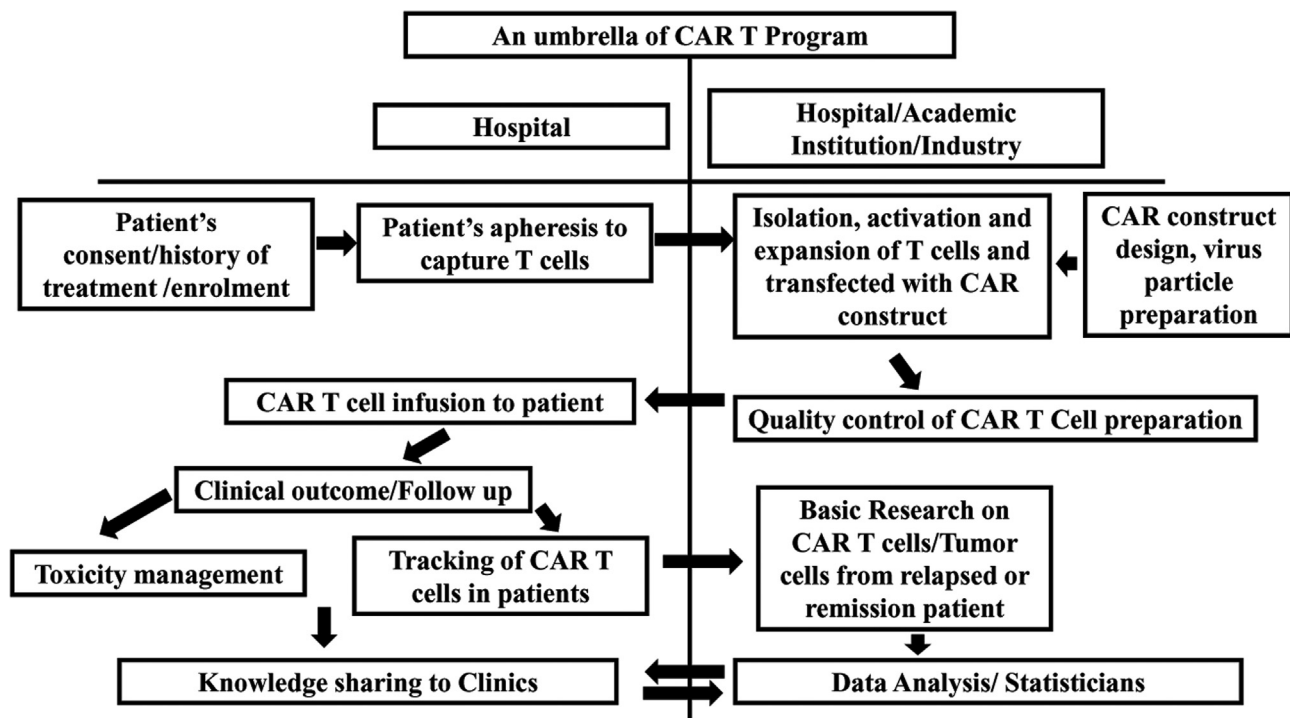 An umbrella of CAR T Program
Hospital
Hospital/Academic
Institution/Industry
Patient’s
consent/history of
treatment /enrolment
Patient’s apheresis to
capture T cells
Isolation, activation and
expansion of T cells and
transfected with CAR
construct
CAR construct
design, virus
particle
preparation
CAR T cell infusion to patient
Quality control of CAR T Cell preparation
Clinical outcome/Follow up
Toxicity management
Tracking of CAR T
cells in patients
Basic Research on
CAR T cells/Tumor
cells from relapsed or
remission patient
Knowledge sharing to Clinics
Data Analysis/ Statisticians